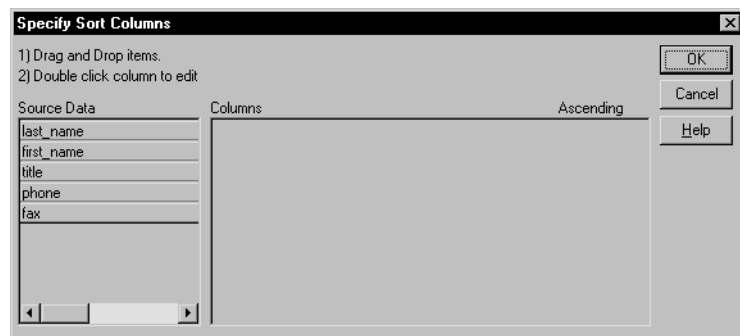 Specify Sort Columns
1) Drag and Drop items.
2) Double click column to edit
OK
Cancel
Help
Source Data
Columns
Ascending
last_name
first_name
title
phone
fax